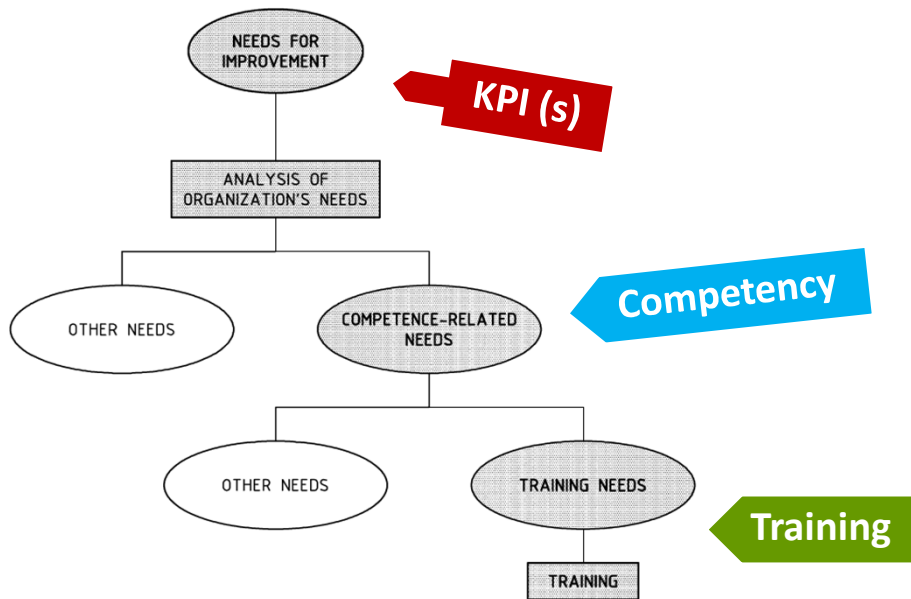 NEEDS FOR
IMPROVEMENT
KPI (s)
ANALYSIS OF
ORGANIZATION'S NEEDS
Competency
OTHER NEEDS
COMPETENCE-RELATED
NEEDS
OTHER NEEDS
TRAINING NEEDS
Training
TRAINING